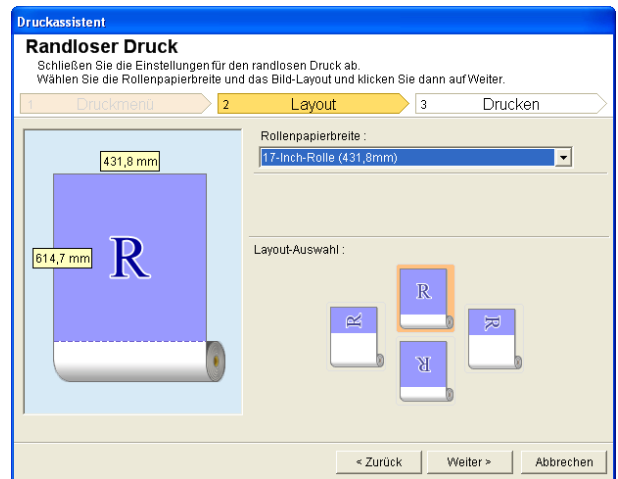 Druckassistent
Randloser Druck
Schließen Sie die Einstellungen für den randlosen Druck ab.
Wählen Sie die Rollenpapierbreite und das Bild-Layout und klicken Sie dann auf Weiter.
1 Druckmenü 2 Layout 3 Drucken
Rollenpapierbreite :
17-Inch-Rolle (431,8mm)
431,8 mm
614,7 mm
R
Layout-Auswahl :
R
R
R
R
< Zurück Weiter > Abbrechen